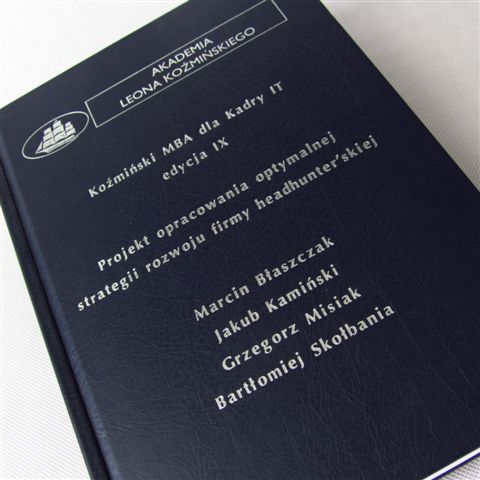 AKADEMIA
LEONA KOŹMIŃSKIEGO
Koźmiński MBA dla Kadry IT
edycja IX
Projekt opracowania optymalnej
strategii rozwoju firmy headhunter'skiej
Marcin Błaszczak
Jakub Kamiński
Grzegorz Misiak
Bartłomiej Skołbania